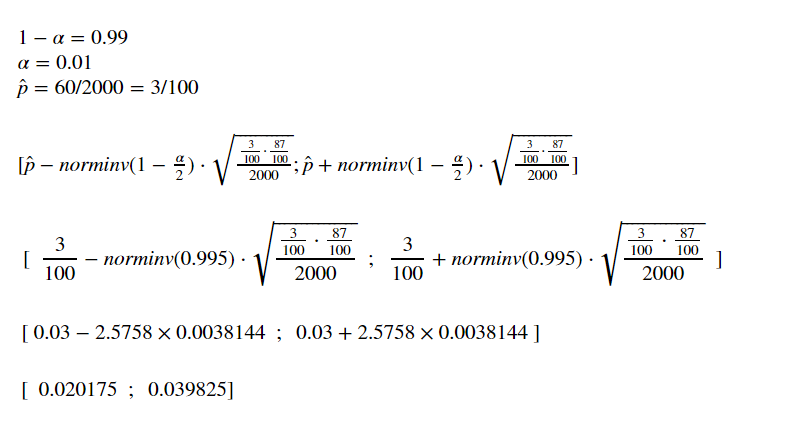 1 − α = 0.99
α = 0.01
p̂ = 60/2000 = 3/100
[p̂ − norminv(1 − α/2) · √((3/100 · 87/100)/2000) ; p̂ + norminv(1 − α/2) · √((3/100 · 87/100)/2000) ]
[ 3/100 − norminv(0.995) · √((3/100 · 87/100)/2000) ; 3/100 + norminv(0.995) · √((3/100 · 87/100)/2000) ]
[ 0.03 − 2.5758 × 0.0038144 ; 0.03 + 2.5758 × 0.0038144 ]
[ 0.020175 ; 0.039825]